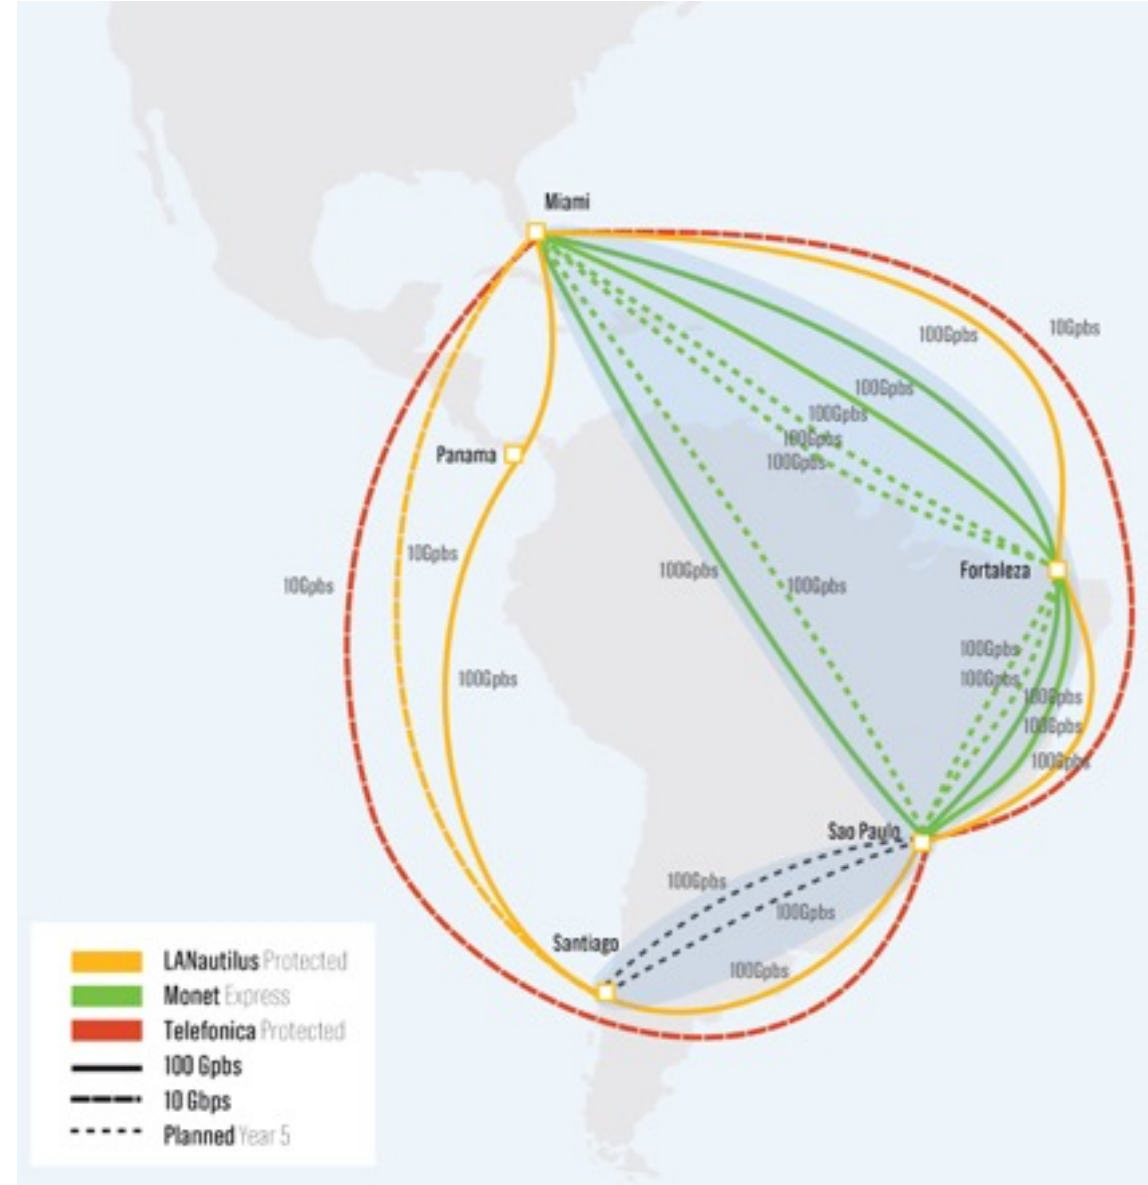 Miami
100Gpbs
10Gpbs
100Gpbs
100Gpbs
100Gpbs
100Gpbs
Panama
10Gpbs
100Gpbs
Fortaleza
10Gpbs
100Gpbs
100Gpbs
100Gpbs
100Gpbs
100Gpbs
100Gpbs
100Gpbs
Sao Paulo
100Gpbs
100Gpbs
Santiago
100Gpbs
LANautilus Protected
Monet Express
Telefonica Protected
100 Gpbs
10 Gbps
Planned Year 5